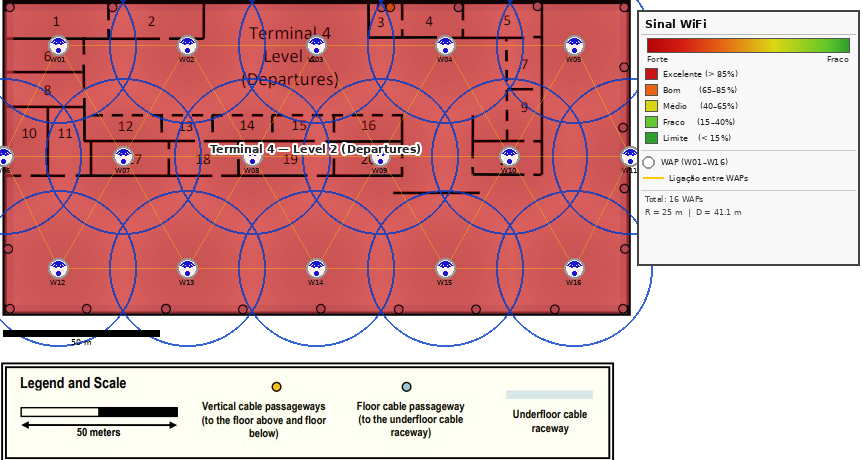 1
2
3
4
5
Terminal 4
(Departures)
W01
W02
W03
W04
W05
6
7
8
9
10
11
12
13
14
15
16
Terminal 4 — Level 2 (Departures)
18
19
W07
W08
W09
W10
W12
W13
W14
W15
W16
50 m
Sinal WiFi
Forte Fraco
Excelente (> 85%)
Bom (65–85%)
Médio (40–65%)
Fraco (15–40%)
Limite (< 15%)
WAP (W01–W16)
Ligação entre WAPs
Total: 16 WAPs
R = 25 m | D = 41.1 m
Legend and Scale
50 meters
Vertical cable passageways
(to the floor above and floor
below)
Floor cable passageway
(to the underfloor cable
raceway)
Underfloor cable
raceway